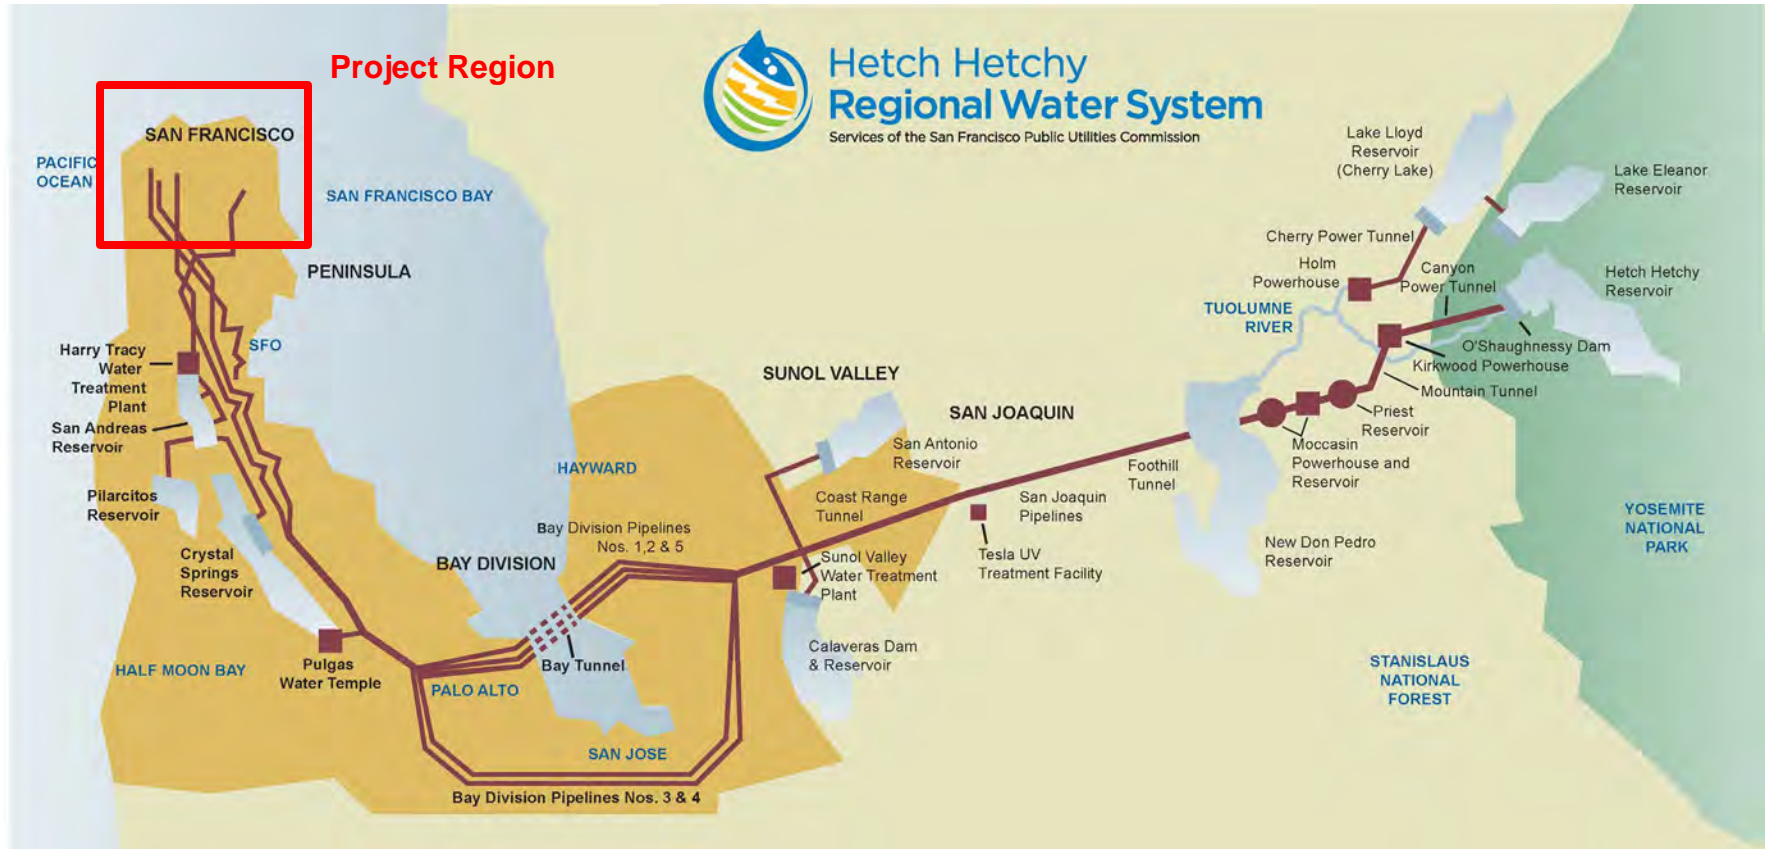 Project Region
Hetch Hetchy
Regional Water System
Services of the San Francisco Public Utilities Commission
SAN FRANCISCO
PACIFIC
OCEAN
SAN FRANCISCO BAY
PENINSULA
SFO
Harry Tracy
Water
Treatment
Plant
San Andreas
Reservoir
Pilarcitos
Reservoir
Crystal
Springs
Reservoir
HALF MOON BAY
Pulgas
Water Temple
PALO ALTO
BAY DIVISION
Bay Division Pipelines
Nos. 1,2 & 5
HAYWARD
Bay Tunnel
SAN JOSE
Bay Division Pipelines Nos. 3 & 4
SUNOL VALLEY
San Antonio
Reservoir
Coast Range
Tunnel
Sunol Valley
Water Treatment
Plant
Calaveras Dam
& Reservoir
SAN JOAQUIN
San Joaquin
Pipelines
Tesla UV
Treatment Facility
Foothill
Tunnel
New Don Pedro
Reservoir
Moccasin
Powerhouse and
Reservoir
Priest
Reservoir
Mountain Tunnel
Kirkwood Powerhouse
O'Shaughnessy Dam
TUOLUMNE
RIVER
Holm
Powerhouse
Cherry Power Tunnel
Canyon
Power Tunnel
Lake Lloyd
Reservoir
(Cherry Lake)
Lake Eleanor
Reservoir
Hetch Hetchy
Reservoir
YOSEMITE
NATIONAL
PARK
STANISLAUS
NATIONAL
FOREST